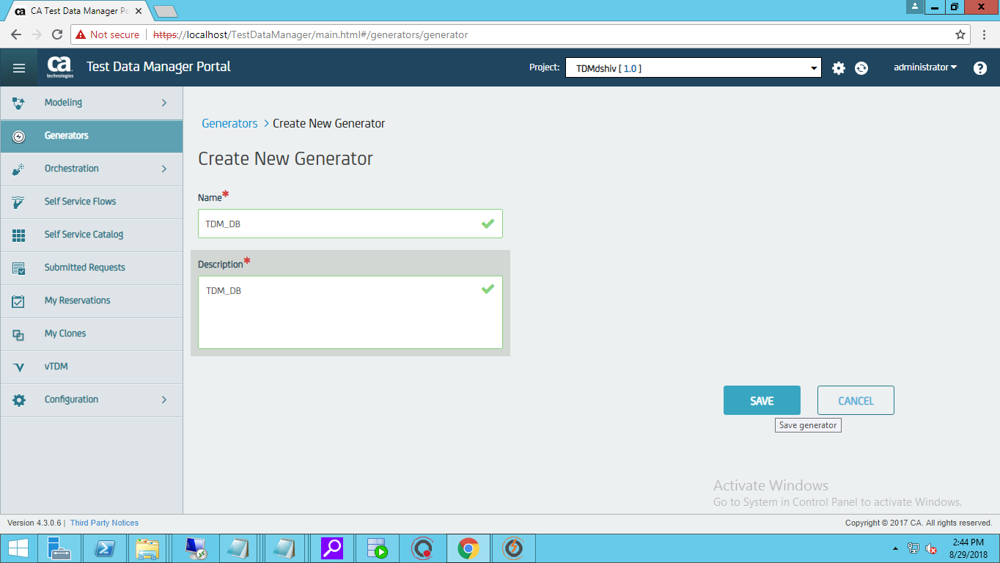 CA Test Data Manager Po
Not secure https://localhost/TestDataManager/main.html#/generators/generator
ca technologies
Test Data Manager Portal
Project: TDMdshiv [ 1.0 ]
administrator
?
Modeling
Generators
Orchestration
Self Service Flows
Self Service Catalog
Submitted Requests
My Reservations
My Clones
vTDM
Configuration
Generators > Create New Generator
Create New Generator
Name*
TDM_DB
Description*
TDM_DB
SAVE
CANCEL
Save generator
Activate Windows
Go to System in Control Panel to activate Windows.
Version 4.3.0.6 | Third Party Notices
Copyright © 2017 CA. All rights reserved.
2:44 PM
8/29/2018